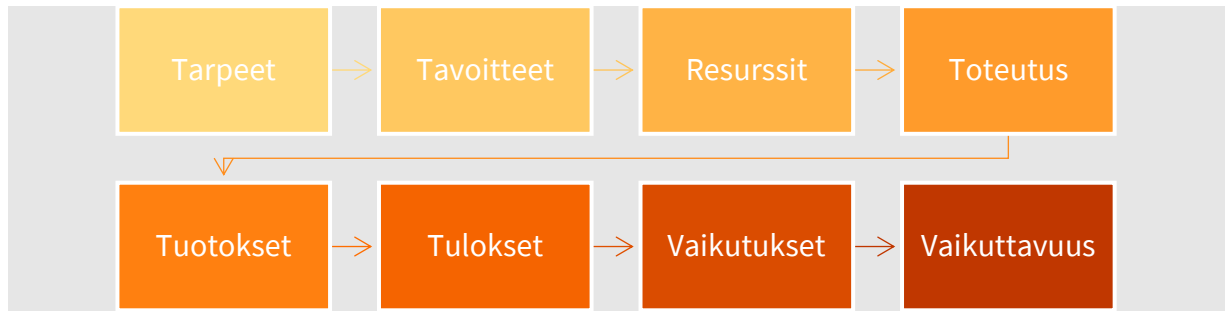 Tarpeet
Tavoitteet
Resurssit
Toteutus
Tuotokset
Tulokset
Vaikutukset
Vaikuttavuus